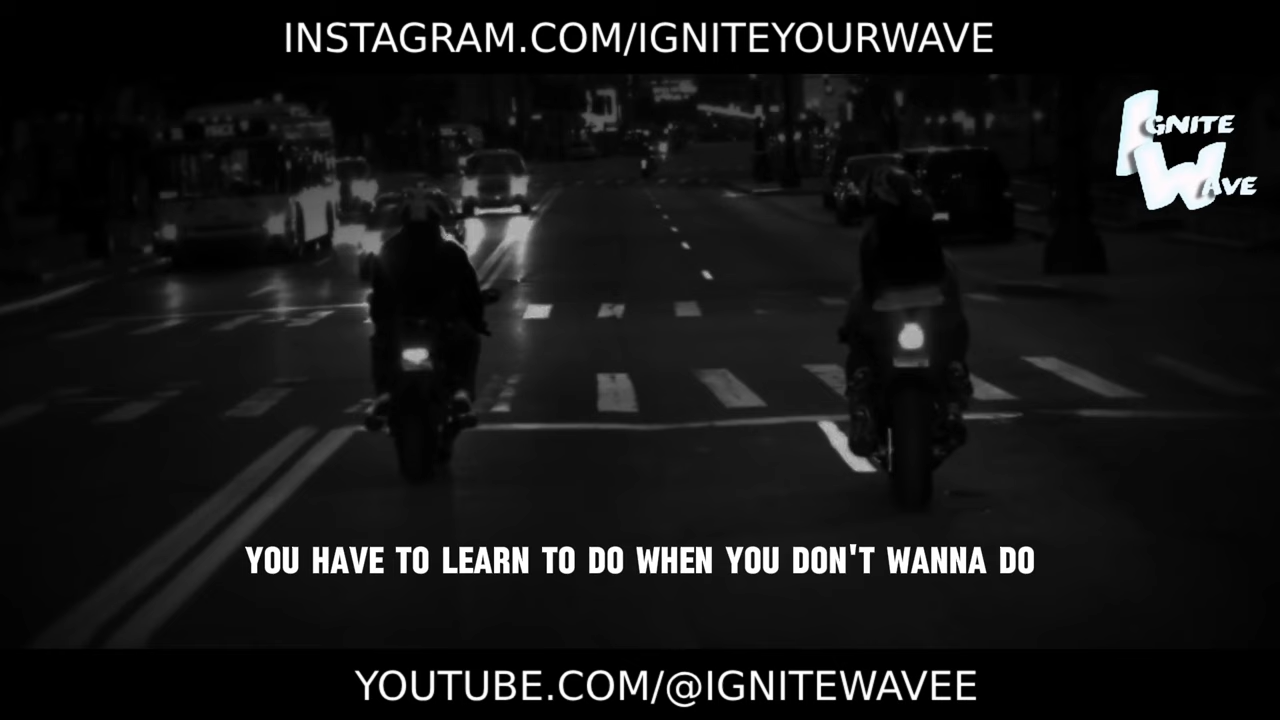 INSTAGRAM.COM/IGNITEYOURWAVE
IGNITE
WAVE
YOU HAVE TO LEARN TO DO WHEN YOU DON'T WANNA DO
YOUTUBE.COM/@IGNITEWAVEE